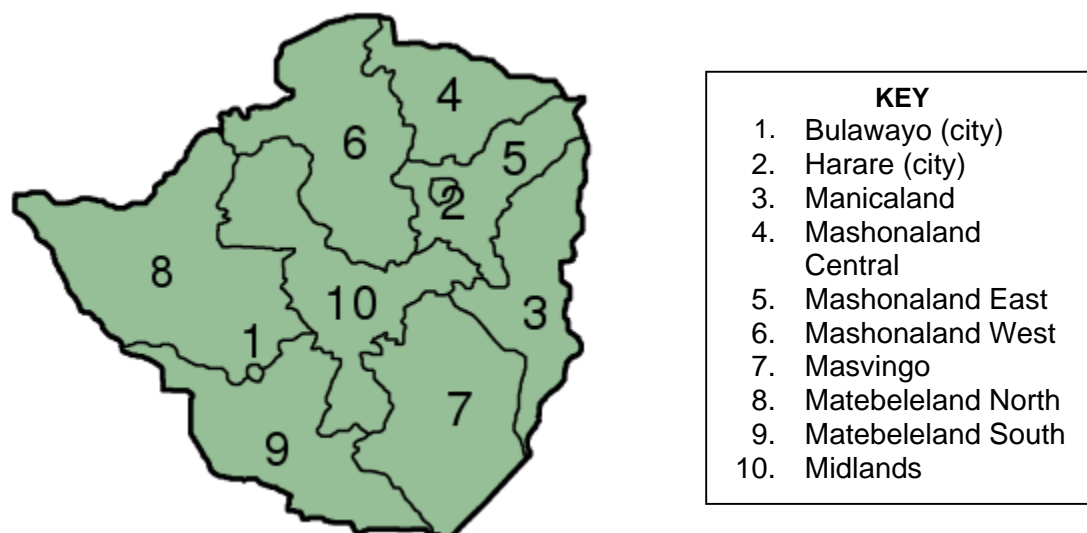 4
6
5
2
8
10
3
1
7
9
KEY
1. Bulawayo (city)
2. Harare (city)
3. Manicaland
4. Mashonaland
Central
5. Mashonaland East
6. Mashonaland West
7. Masvingo
8. Matebeleland North
9. Matebeleland South
10. Midlands